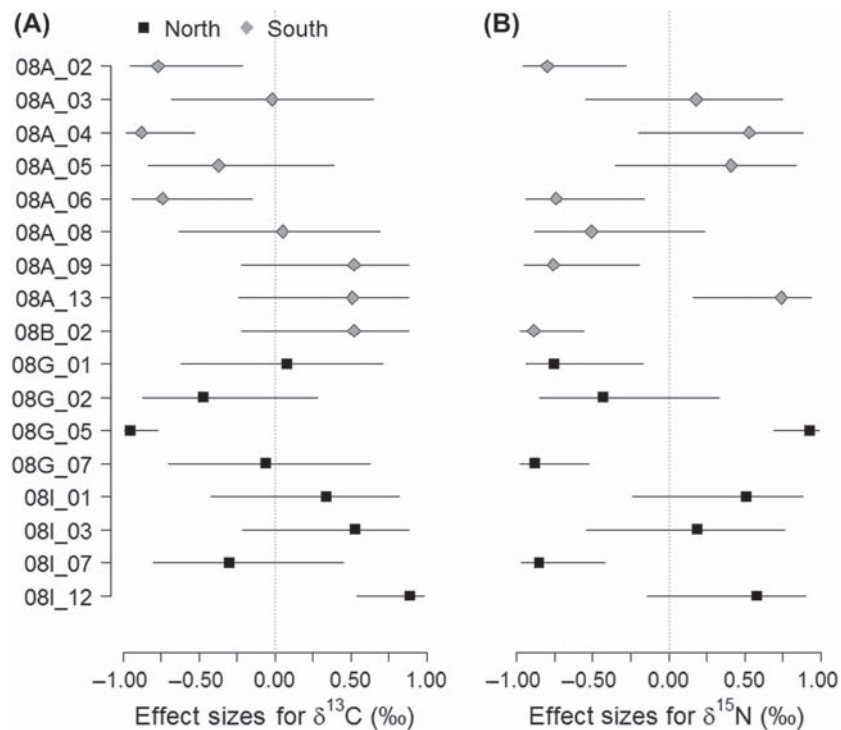 (A) North South (B)
08A_02
08A_03
08A_04
08A_05
08A_06
08A_08
08A_09
08A_13
08B_02
08G_01
08G_02
08G_05
08G_07
08I_01
08I_03
08I_07
08I_12
−1.00 −0.50 0.00 0.50 1.00 −1.00 −0.50 0.00 0.50 1.00
Effect sizes for δ¹³C (‰) Effect sizes for δ¹⁵N (‰)